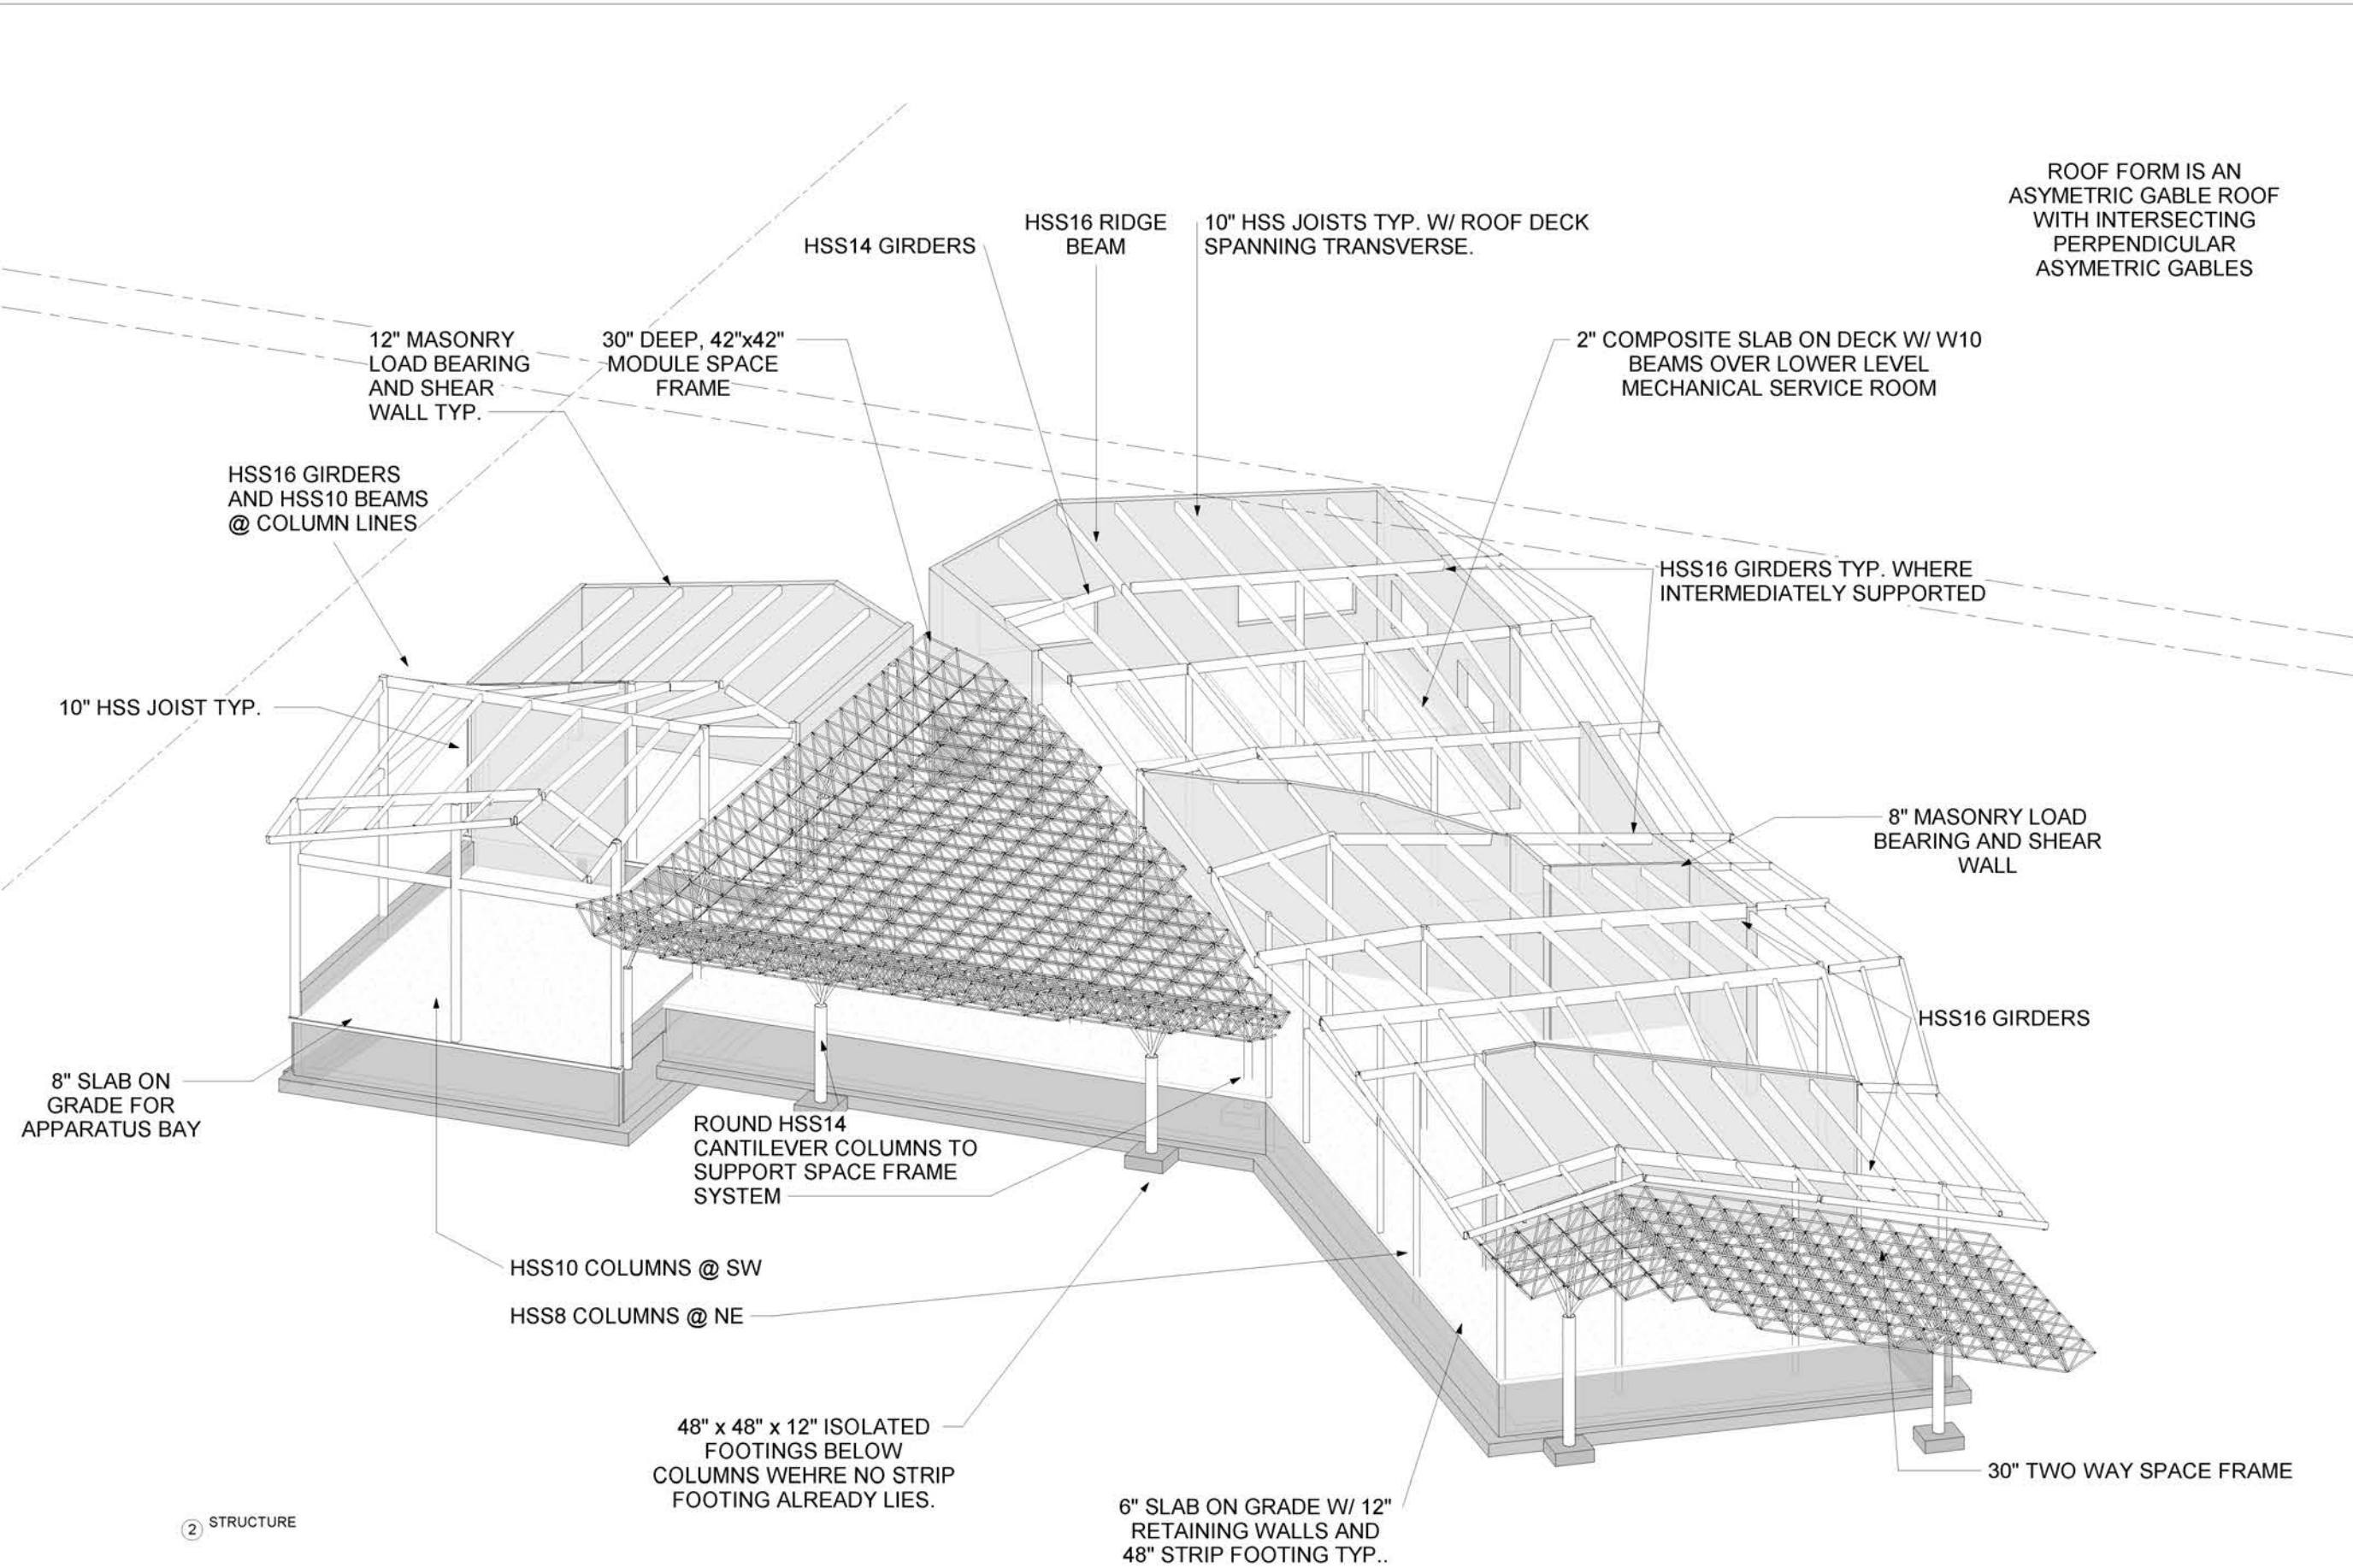 ROOF FORM IS AN
ASYMETRIC GABLE ROOF
WITH INTERSECTING
PERPENDICULAR
ASYMETRIC GABLES
HSS14 GIRDERS
HSS16 RIDGE
BEAM
10" HSS JOISTS TYP. W/ ROOF DECK
SPANNING TRANSVERSE.
12" MASONRY
LOAD BEARING
AND SHEAR
WALL TYP.
30" DEEP, 42"x42"
MODULE SPACE
FRAME
2" COMPOSITE SLAB ON DECK W/ W10
BEAMS OVER LOWER LEVEL
MECHANICAL SERVICE ROOM
HSS16 GIRDERS
AND HSS10 BEAMS
@ COLUMN LINES
HSS16 GIRDERS TYP. WHERE
INTERMEDIATELY SUPPORTED
10" HSS JOIST TYP.
8" MASONRY LOAD
BEARING AND SHEAR
WALL
HSS16 GIRDERS
8" SLAB ON
GRADE FOR
APPARATUS BAY
ROUND HSS14
CANTILEVER COLUMNS TO
SUPPORT SPACE FRAME
SYSTEM
HSS10 COLUMNS @ SW
HSS8 COLUMNS @ NE
48" x 48" x 12" ISOLATED
FOOTINGS BELOW
COLUMNS WEHRE NO STRIP
FOOTING ALREADY LIES.
30" TWO WAY SPACE FRAME
6" SLAB ON GRADE W/ 12"
RETAINING WALLS AND
48" STRIP FOOTING TYP..
2 STRUCTURE